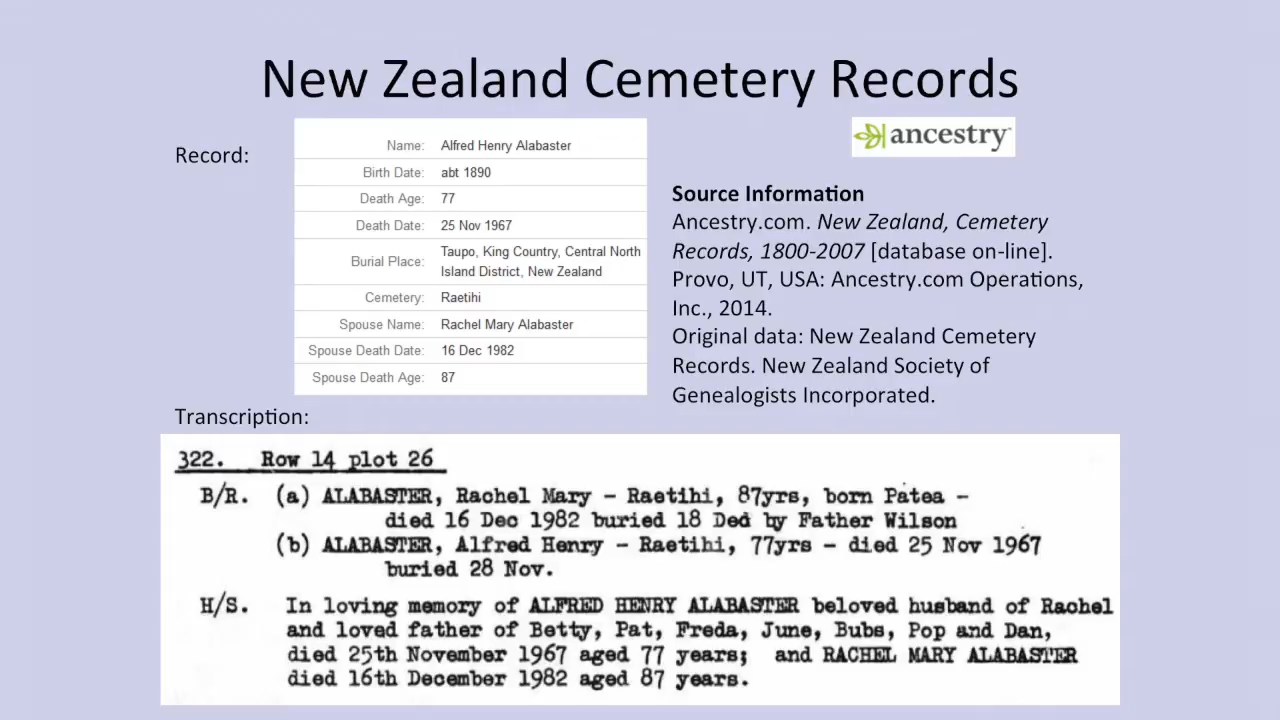 New Zealand Cemetery Records
Record:
Name: Alfred Henry Alabaster
Birth Date: abt 1890
Death Age: 77
Death Date: 25 Nov 1967
Burial Place: Taupo, King Country, Central North
Island District, New Zealand
Cemetery: Raetihi
Spouse Name: Rachel Mary Alabaster
Spouse Death Date: 16 Dec 1982
Spouse Death Age: 87
ancestry
Source Information
Ancestry.com. New Zealand, Cemetery
Records, 1800-2007 [database on-line].
Provo, UT, USA: Ancestry.com Operations,
Inc., 2014.
Original data: New Zealand Cemetery
Records. New Zealand Society of
Genealogists Incorporated.
Transcription:
322. Row 14 plot 26
B/R. (a) ALABASTER, Rachel Mary - Raetihi, 87yrs, born Patea -
died 16 Dec 1982 buried 18 Ded by Father Wilson
(b) ALABASTER, Alfred Henry - Raetihi, 77yrs - died 25 Nov 1967
buried 28 Nov.
H/S. In loving memory of ALFRED HENRY ALABASTER beloved husband of Rachel
and loved father of Betty, Pat, Freda, June, Bubs, Pop and Dan,
died 25th November 1967 aged 77 years; and RACHEL MARY ALABASTER
died 16th December 1982 aged 87 years.